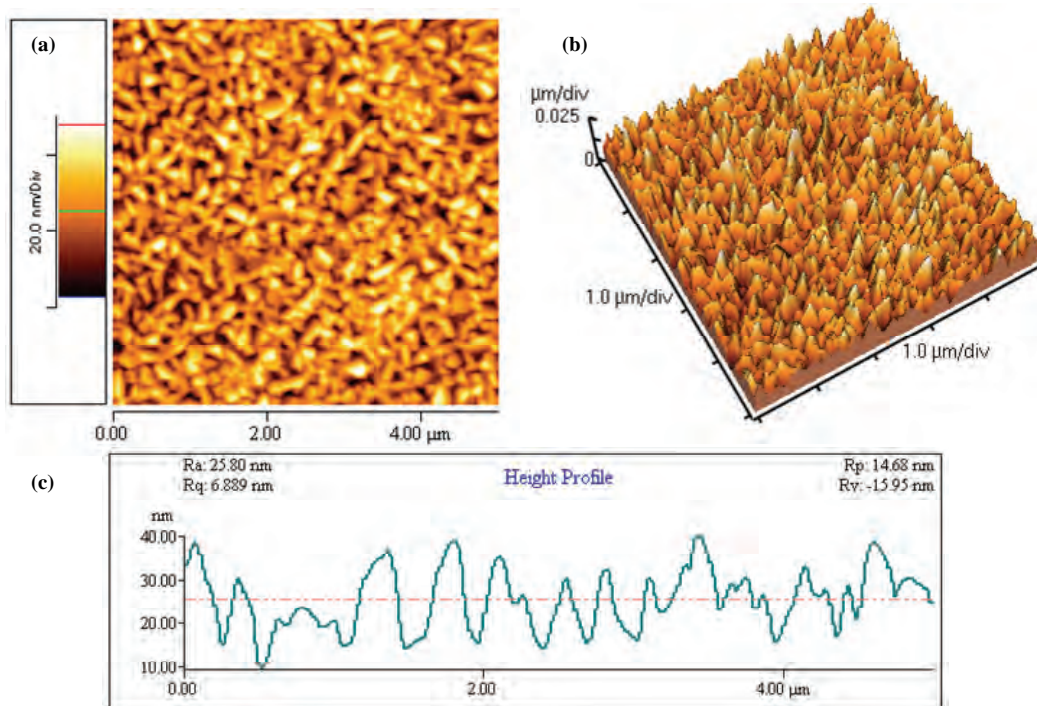 (a)
20.0 nm/Div
0.00
2.00
4.00 µm
(b)
µm/div
0.025
0
1.0 µm/div
1.0 µm/div
(c)
Ra: 25.80 nm
Rq: 6.889 nm
Height Profile
Rp: 14.68 nm
Rv: -15.95 nm
nm
40.00
30.00
20.00
10.00
0.00
2.00
4.00 µm